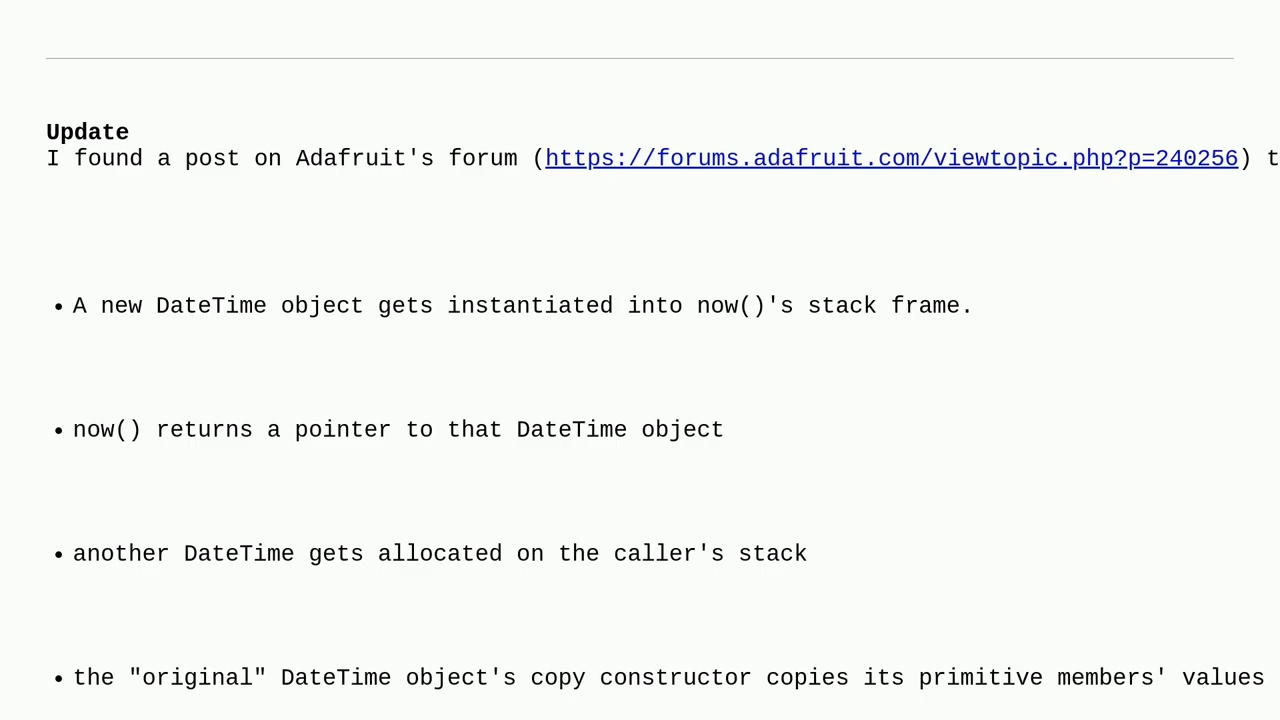 Update
I found a post on Adafruit's forum (https://forums.adafruit.com/viewtopic.php?p=240256) t
• A new DateTime object gets instantiated into now()'s stack frame.
• now() returns a pointer to that DateTime object
• another DateTime gets allocated on the caller's stack
• the "original" DateTime object's copy constructor copies its primitive members' values